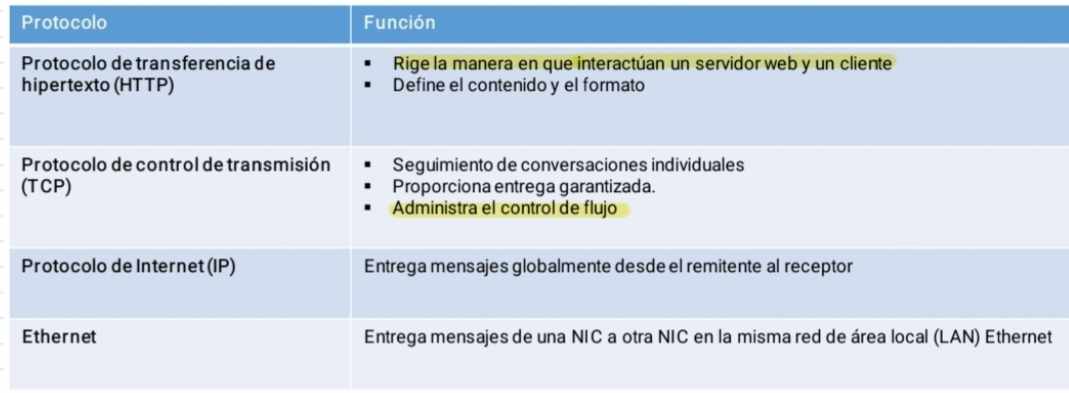 Protocolo
Función
Protocolo de transferencia de
hipertexto (HTTP)
▪ Rige la manera en que interactúan un servidor web y un cliente
▪ Define el contenido y el formato
Protocolo de control de transmisión
(TCP)
▪ Seguimiento de conversaciones individuales
▪ Proporciona entrega garantizada.
▪ Administra el control de flujo
Protocolo de Internet (IP)
Entrega mensajes globalmente desde el remitente al receptor
Ethernet
Entrega mensajes de una NIC a otra NIC en la misma red de área local (LAN) Ethernet